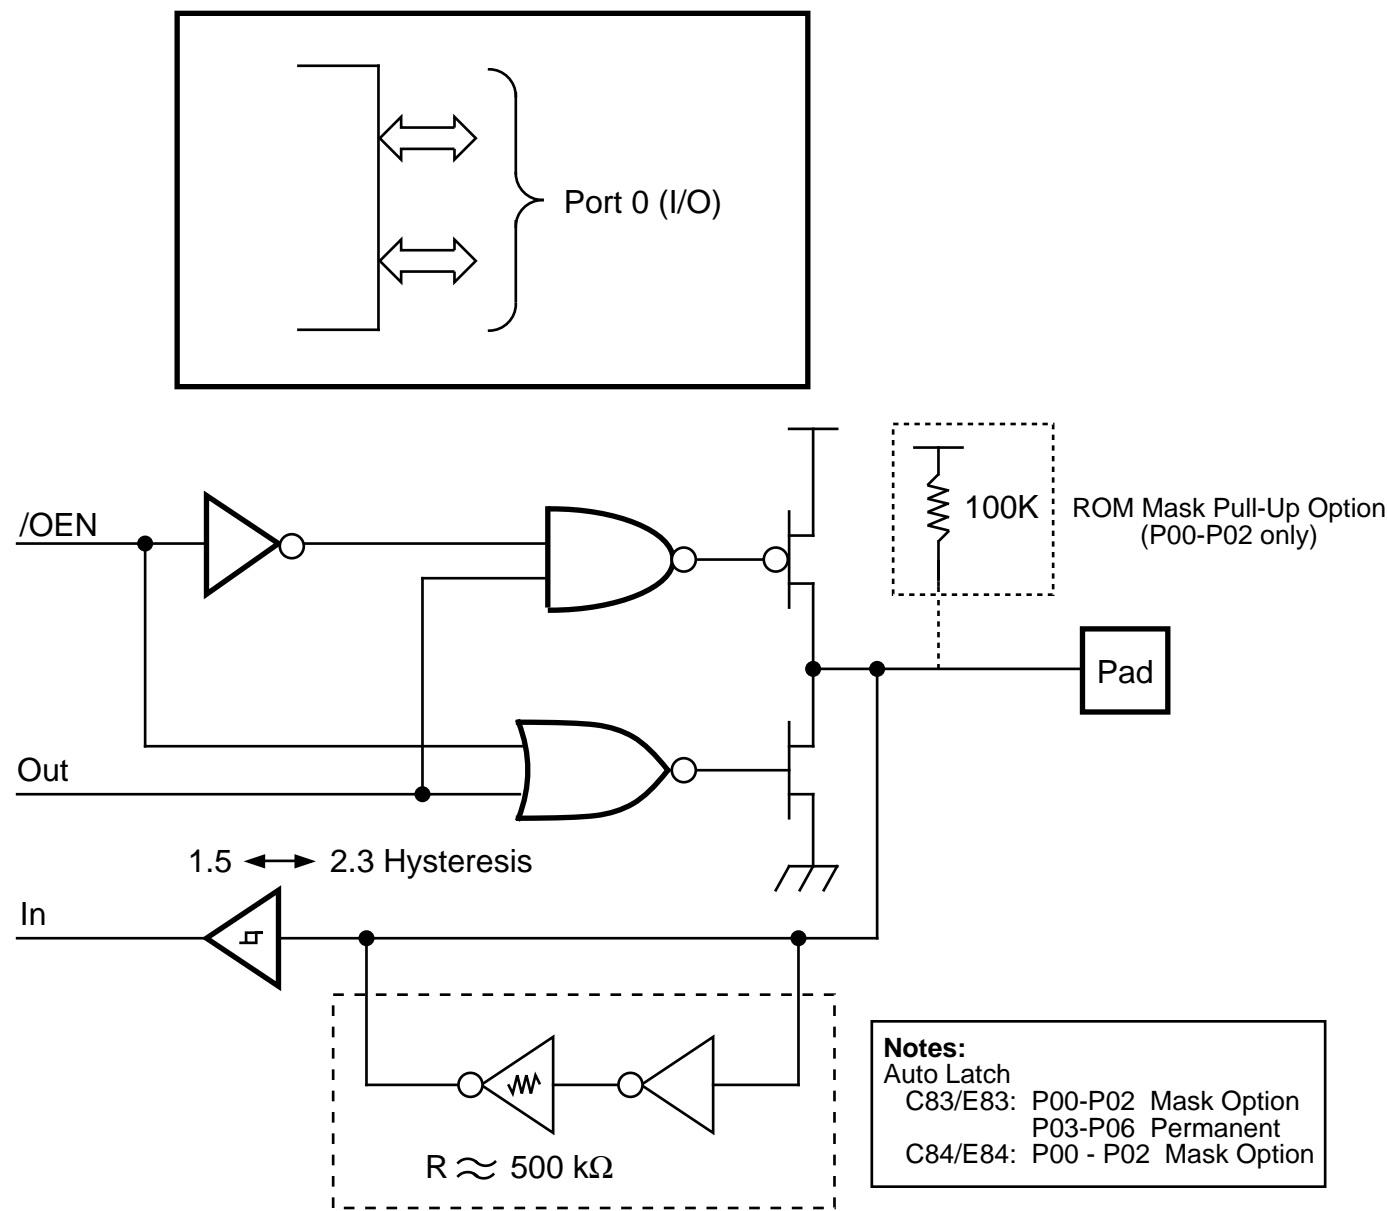 Port 0 (I/O)
/OEN
100K
ROM Mask Pull-Up Option
(P00-P02 only)
Pad
Out
1.5 2.3 Hysteresis
In
R ≈ 500 kΩ
Notes:
Auto Latch
C83/E83: P00-P02 Mask Option
P03-P06 Permanent
C84/E84: P00 - P02 Mask Option